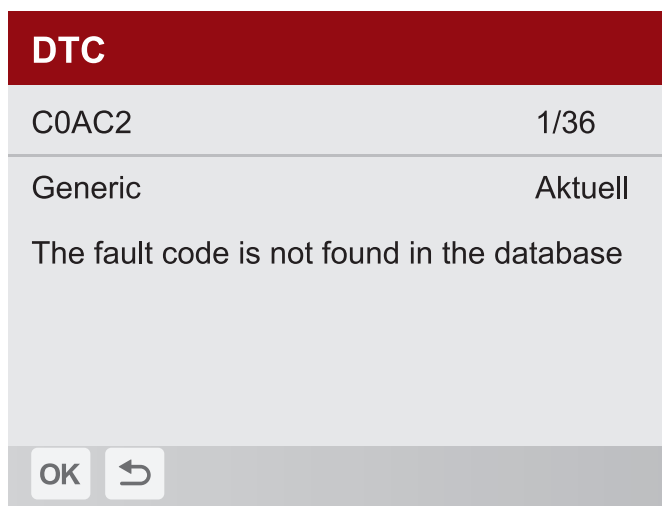 DTC
C0AC2 1/36
Generic Aktuell
The fault code is not found in the database
OK